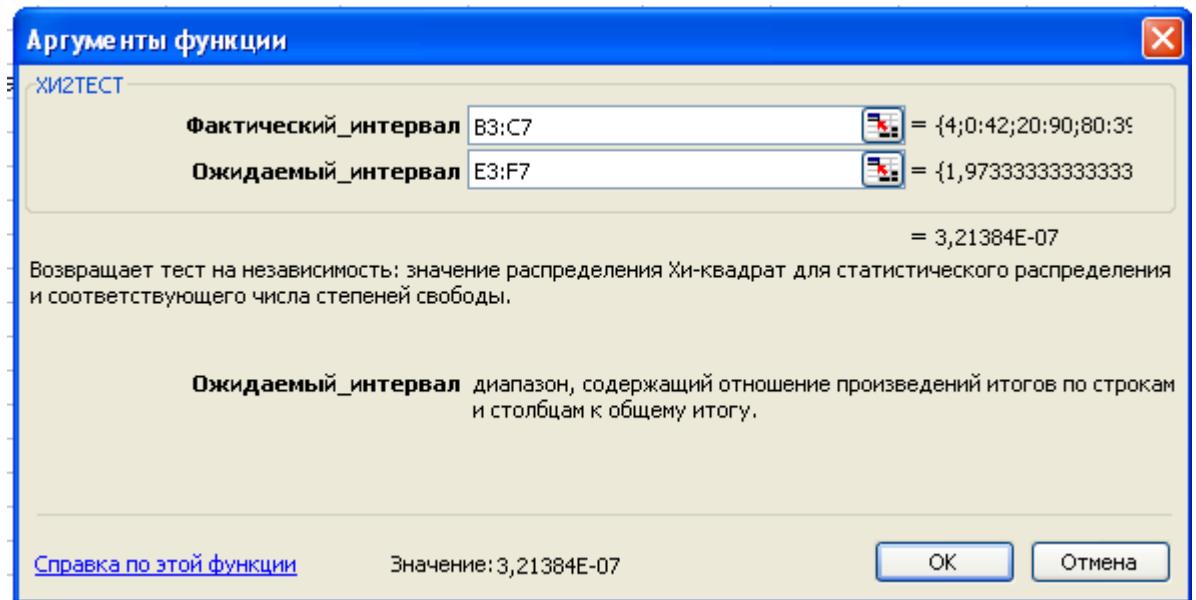 Аргументы функции
ХИ2ТЕСТ
Фактический_интервал B3:C7 = {4;0:42;20:90;80:39
Ожидаемый_интервал E3:F7 = {1,97333333333333
= 3,21384E-07
Возвращает тест на независимость: значение распределения Хи-квадрат для статистического распределения
и соответствующего числа степеней свободы.
Ожидаемый_интервал диапазон, содержащий отношение произведений итогов по строкам
и столбцам к общему итогу.
Справка по этой функции Значение: 3,21384E-07 ОК Отмена